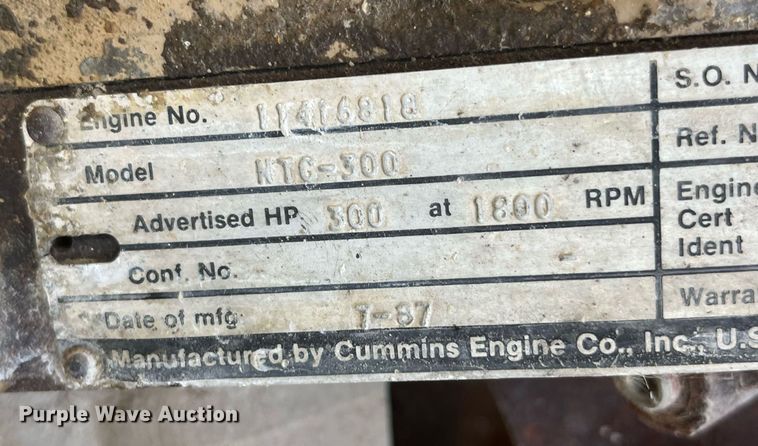 Engine No. 11416818 S.O. N
Model NTC-300 Ref. N
Advertised HP. 300 at 1800 RPM Engine
Cert
Conf. No. Ident
Date of mfg. 7-87 Warra
Manufactured by Cummins Engine Co., Inc., U.S
Purple Wave Auction